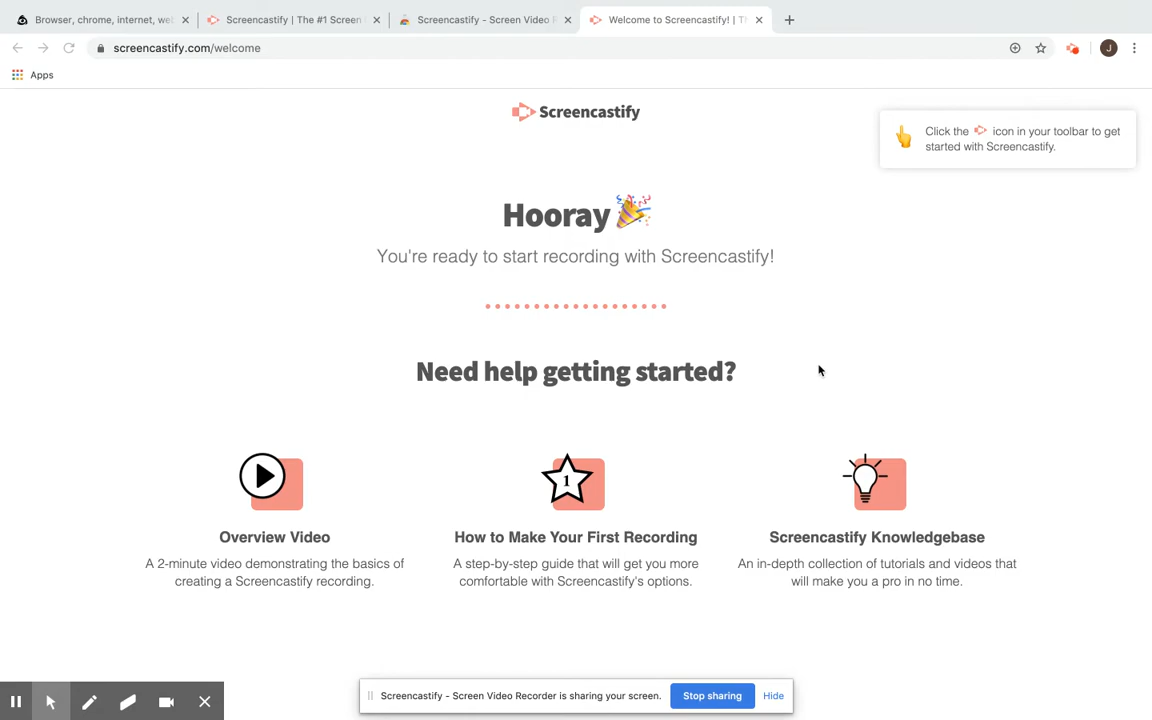 Browser, chrome, internet, we
Screencastify | The #1 Screen
Screencastify - Screen Video R
Welcome to Screencastify! | Th
screencastify.com/welcome
J
Apps
Screencastify
Click the icon in your toolbar to get
started with Screencastify.
Hooray
You're ready to start recording with Screencastify!
Need help getting started?
1
Overview Video
A 2-minute video demonstrating the basics of
creating a Screencastify recording.
How to Make Your First Recording
A step-by-step guide that will get you more
comfortable with Screencastify's options.
Screencastify Knowledgebase
An in-depth collection of tutorials and videos that
will make you a pro in no time.
Screencastify - Screen Video Recorder is sharing your screen.
Stop sharing
Hide